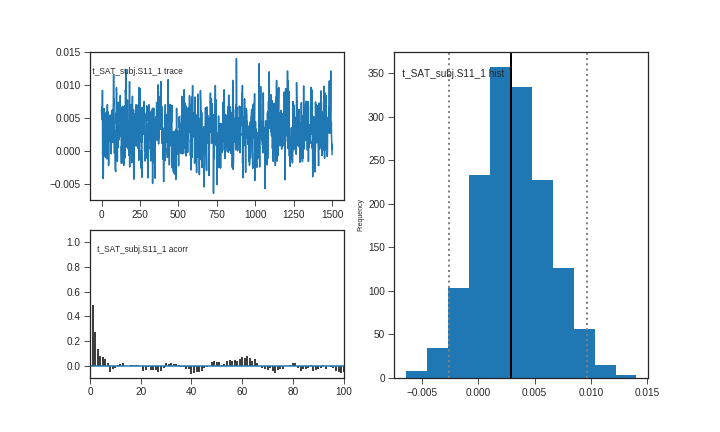 0.015
0.010
0.005
0.000
−0.005
t_SAT_subj.S11_1 trace
0 250 500 750 1000 1250 1500
1.0
0.8
0.6
0.4
0.2
0.0
t_SAT_subj.S11_1 acorr
0 20 40 60 80 100
Frequency
350
300
250
200
150
100
50
0
t_SAT_subj.S11_1 hist
−0.005 0.000 0.005 0.010 0.015